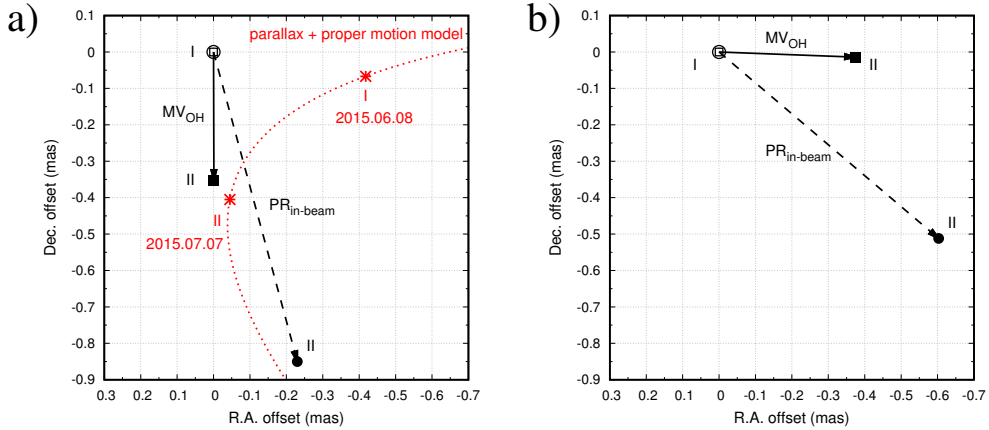 a)
0.1
0
-0.1
-0.2
-0.3
-0.4
-0.5
-0.6
-0.7
-0.8
-0.9
Dec. offset (mas)
0.3 0.2 0.1 0 -0.1 -0.2 -0.3 -0.4 -0.5 -0.6 -0.7
R.A. offset (mas)
parallax + proper motion model
I
I
2015.06.08
MV_OH
II
II
2015.07.07
PR_in-beam
II
b)
0.1
0
-0.1
-0.2
-0.3
-0.4
-0.5
-0.6
-0.7
-0.8
-0.9
Dec. offset (mas)
0.3 0.2 0.1 0 -0.1 -0.2 -0.3 -0.4 -0.5 -0.6 -0.7
R.A. offset (mas)
MV_OH
I
II
PR_in-beam
II